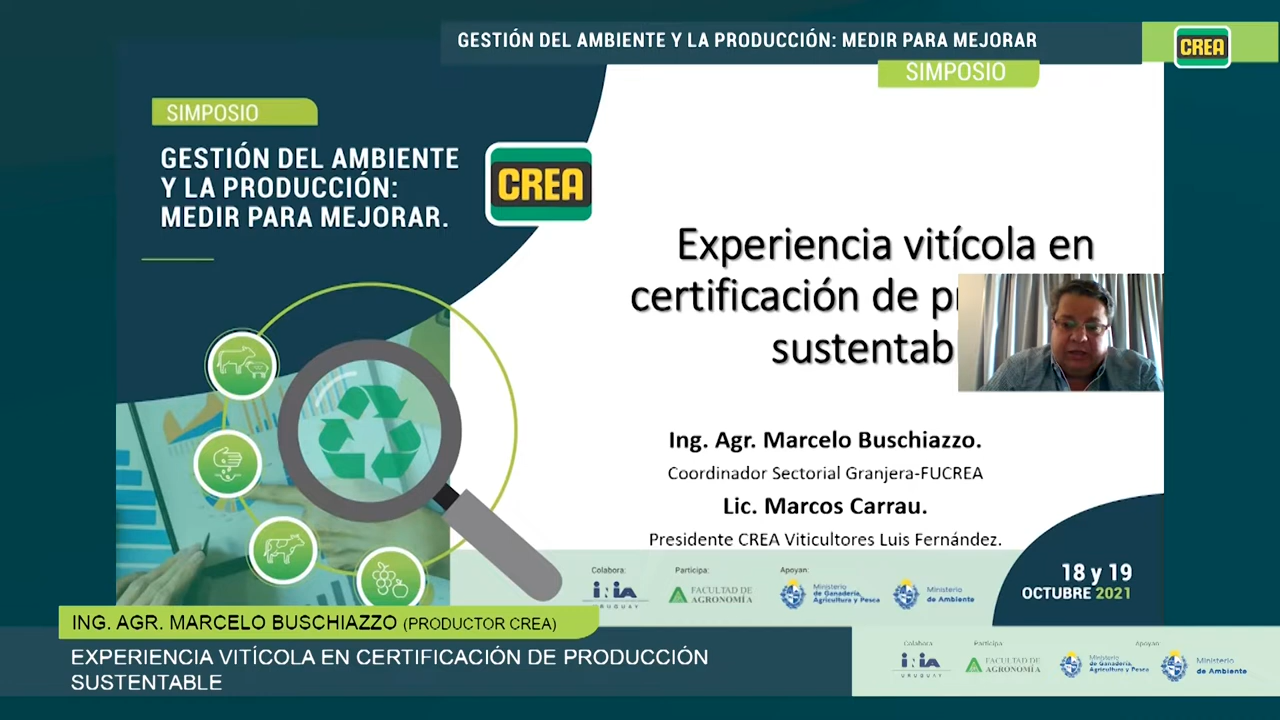 GESTIÓN DEL AMBIENTE Y LA PRODUCCIÓN: MEDIR PARA MEJORAR
CREA
SIMPOSIO
SIMPOSIO
GESTIÓN DEL AMBIENTE
Y LA PRODUCCIÓN:
MEDIR PARA MEJORAR.
CREA
Experiencia vitícola en
certificación de p
sustentab
Ing. Agr. Marcelo Buschiazzo.
Coordinador Sectorial Granjera-FUCREA
Lic. Marcos Carrau.
Presidente CREA Viticultores Luis Fernández.
Colabora:
Participa:
Apoyan:
INIA
URUGUAY
FACULTAD DE
AGRONOMÍA
Ministerio
de Ganadería,
Agricultura y Pesca
Ministerio
de Ambiente
18 y 19
OCTUBRE 2021
ING. AGR. MARCELO BUSCHIAZZO (PRODUCTOR CREA)
EXPERIENCIA VITÍCOLA EN CERTIFICACIÓN DE PRODUCCIÓN
SUSTENTABLE
Colabora
Participa
Apoyan:
INIA
URUGUAY
FACULTAD DE
AGRONOMÍA
Ministerio
de Ganadería,
Agricultura y Pesca
Ministerio
de Ambiente